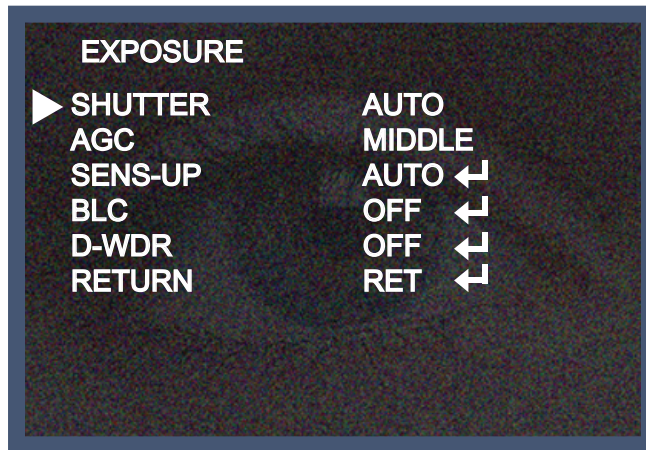 EXPOSURE
SHUTTER AUTO
AGC MIDDLE
SENS-UP AUTO
BLC OFF
D-WDR OFF
RETURN RET